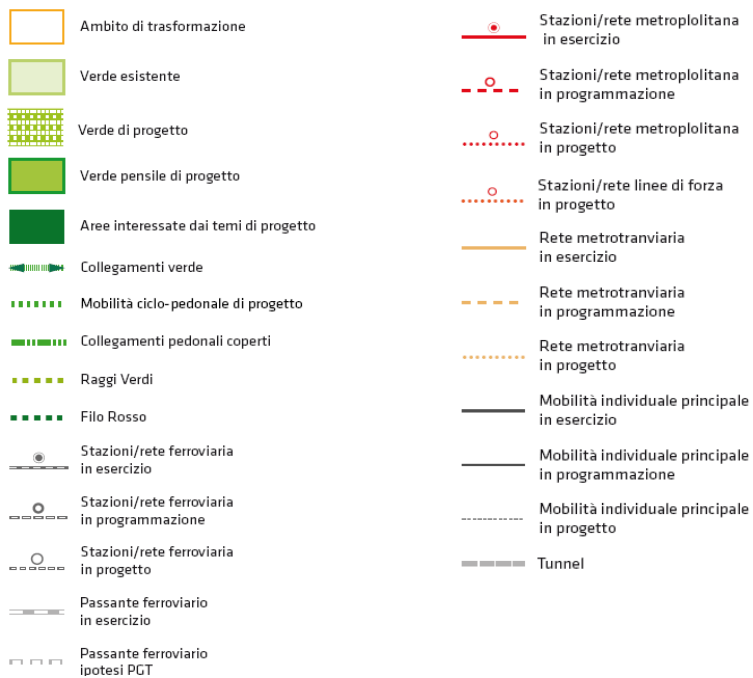 Ambito di trasformazione
Verde esistente
Verde di progetto
Verde pensile di progetto
Aree interessate dai temi di progetto
Collegamenti verde
Mobilità ciclo-pedonale di progetto
Collegamenti pedonali coperti
Raggi Verdi
Filo Rosso
Stazioni/rete ferroviaria
in esercizio
Stazioni/rete ferroviaria
in programmazione
Stazioni/rete ferroviaria
in progetto
Passante ferroviario
in esercizio
Passante ferroviario
ipotesi PGT
Stazioni/rete metroplolitana
in esercizio
Stazioni/rete metroplolitana
in programmazione
Stazioni/rete metroplolitana
in progetto
Stazioni/rete linee di forza
in progetto
Rete metrotranviaria
in esercizio
Rete metrotranviaria
in programmazione
Rete metrotranviaria
in progetto
Mobilità individuale principale
in esercizio
Mobilità individuale principale
in programmazione
Mobilità individuale principale
in progetto
Tunnel